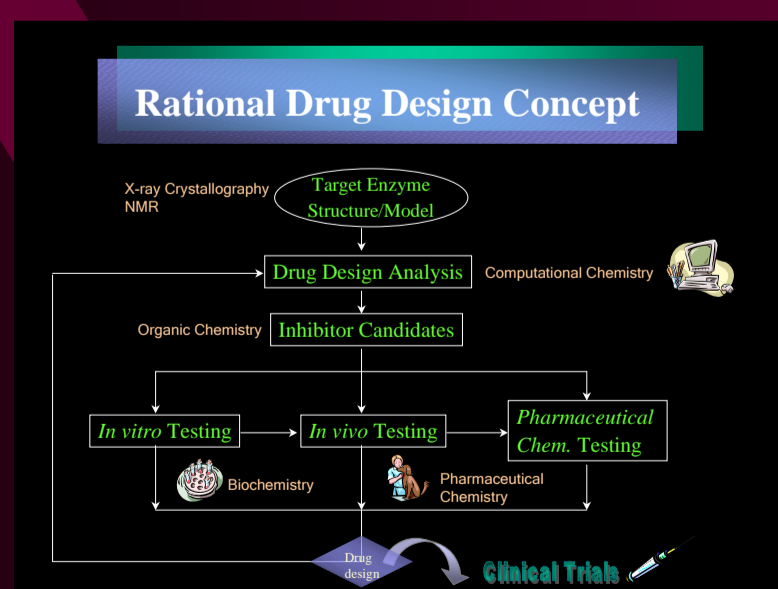 Rational Drug Design Concept
X-ray Crystallography
NMR
Target Enzyme
Structure/Model
Drug Design Analysis
Computational Chemistry
Organic Chemistry
Inhibitor Candidates
In vitro Testing
In vivo Testing
Pharmaceutical
Chem. Testing
Biochemistry
Pharmaceutical
Chemistry
Drug
design
Clinical Trials